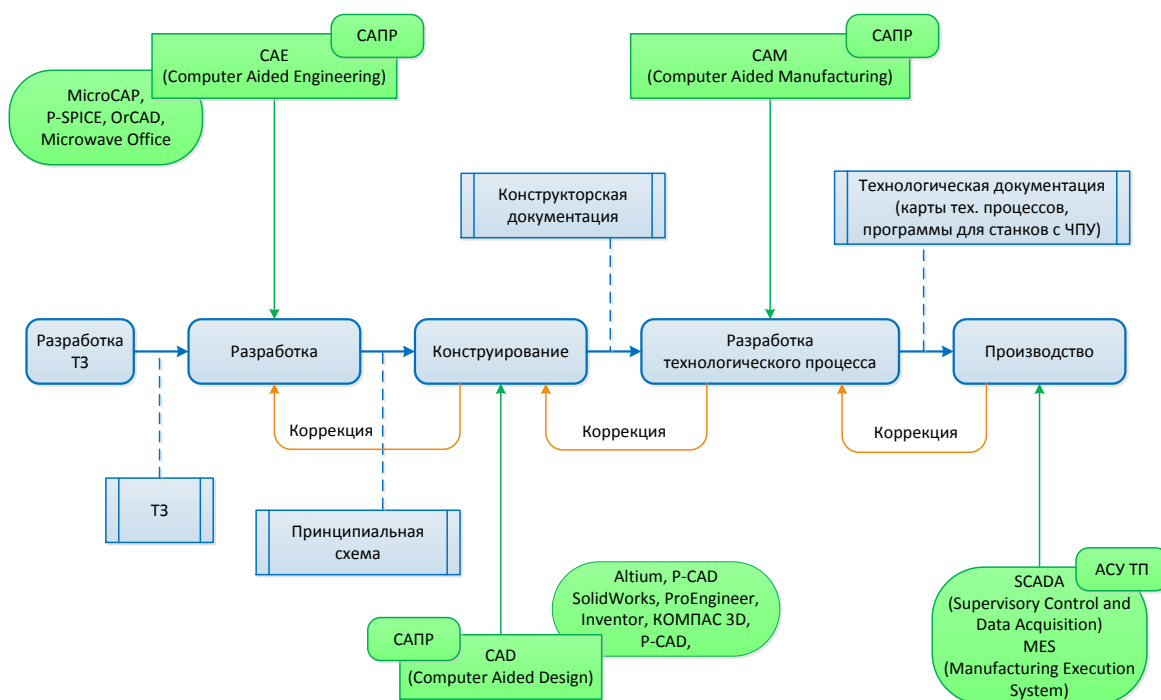 САПР
CAE
(Computer Aided Engineering)
MicroCAP,
P-SPICE, OrCAD,
Microwave Office
САПР
CAM
(Computer Aided Manufacturing)
Конструкторская
документация
Технологическая документация
(карты тех. процессов,
программы для станков с ЧПУ)
Разработка
ТЗ
Разработка
Конструирование
Разработка
технологического процесса
Производство
Коррекция
Коррекция
Коррекция
ТЗ
Принципиальная
схема
Altium, P-CAD
SolidWorks, ProEngineer,
Inventor, КОМПАС 3D,
P-CAD,
САПР
CAD
(Computer Aided Design)
АСУ ТП
SCADA
(Supervisory Control and
Data Acquisition)
MES
(Manufacturing Execution
System)